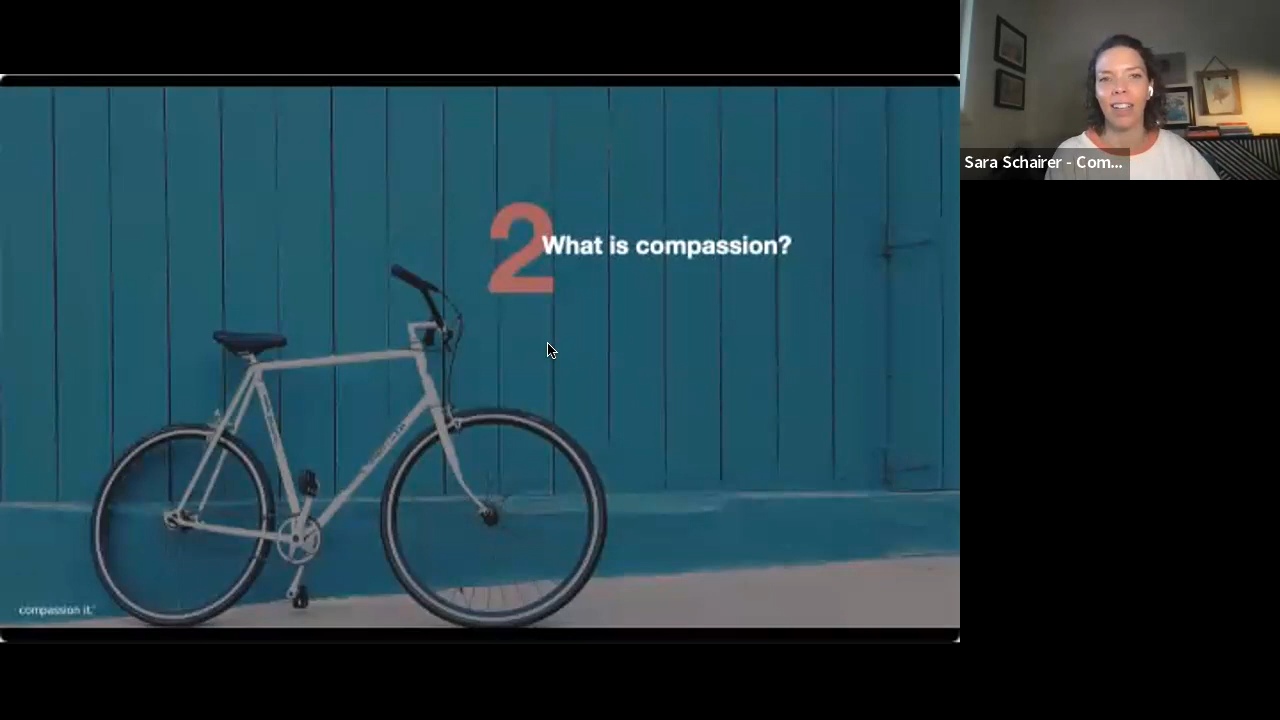 2
What is compassion?
compassion it.
Sara Schairer - Com...